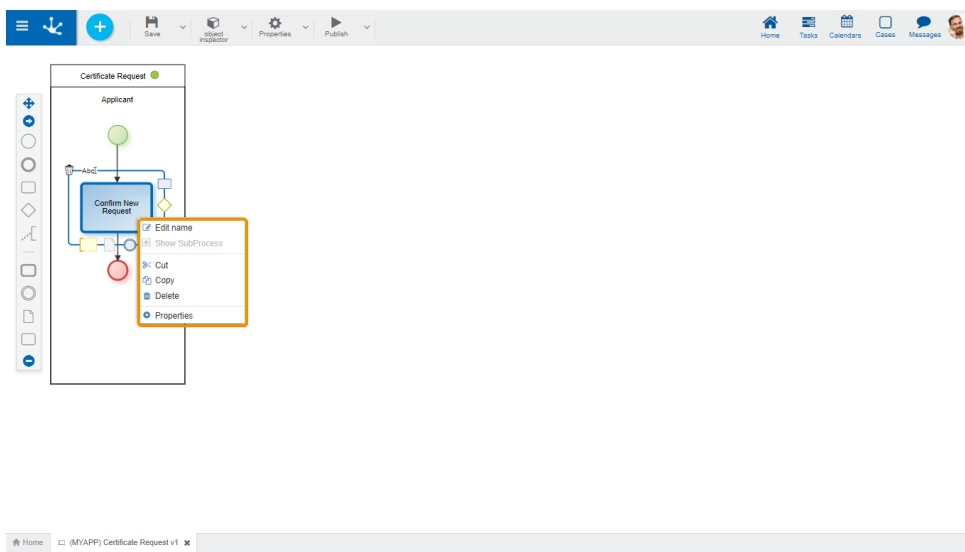 Save
object
inspector
Properties
Publish
Home
Tasks
Calendars
Cases
Messages
Certificate Request
Applicant
Abc
Confirm New
Request
Edit name
Show SubProcess
Cut
Copy
Delete
Properties
Home
(MYAPP) Certificate Request v1